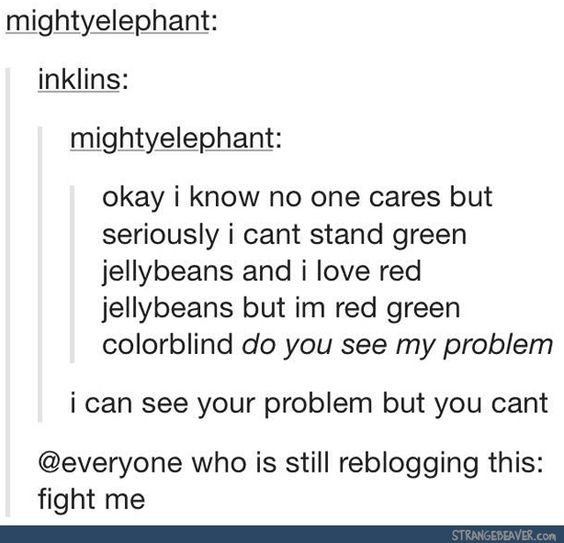 mightyelephant:
inklins:
mightyelephant:
okay i know no one cares but
seriously i cant stand green
jellybeans and i love red
jellybeans but im red green
colorblind do you see my problem
i can see your problem but you cant
@everyone who is still reblogging this:
fight me
STRANGEBEAVER.COM